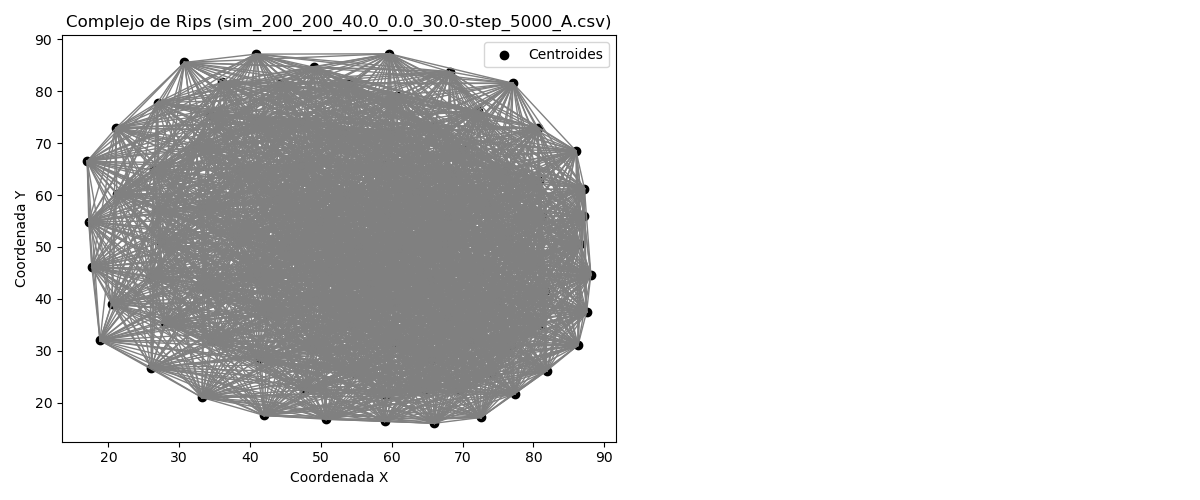 Complejo de Rips (sim_200_200_40.0_0.0_30.0-step_5000_A.csv)
Centroides
90
80
70
60
50
40
30
20
Coordenada Y
20 30 40 50 60 70 80 90
Coordenada X